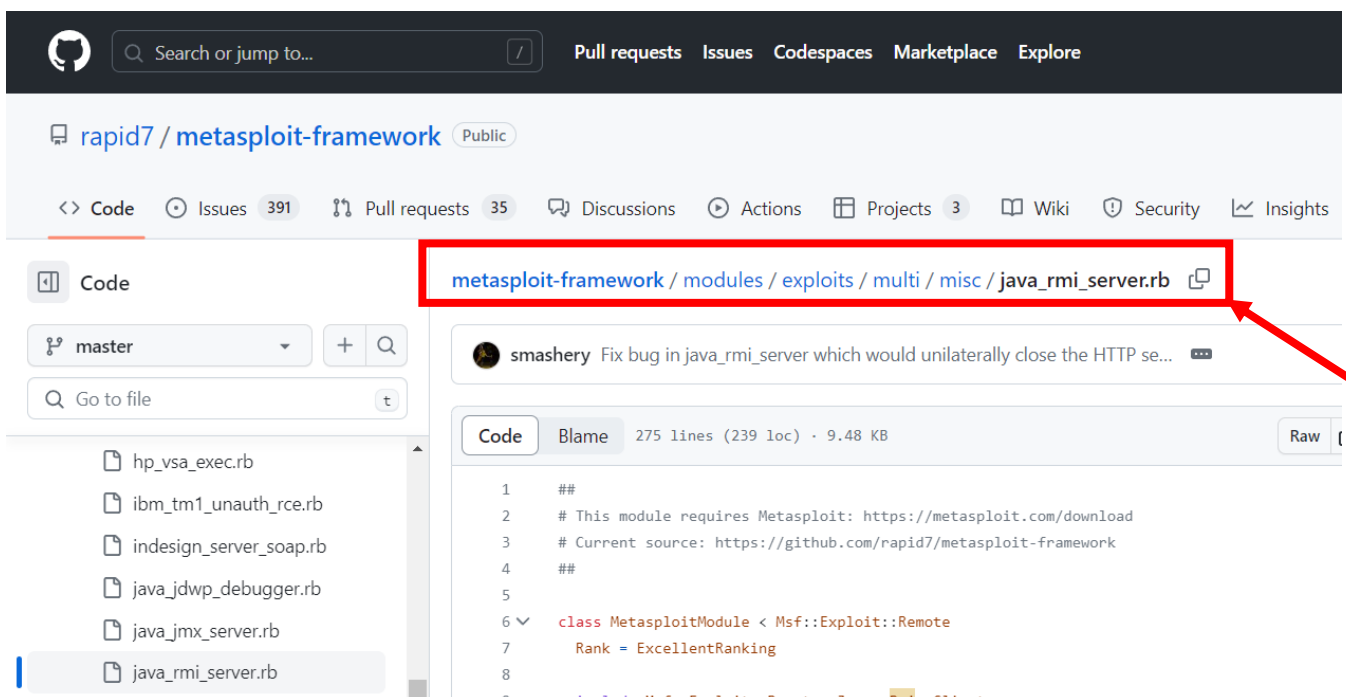 Search or jump to... / Pull requests Issues Codespaces Marketplace Explore
rapid7 / metasploit-framework Public
<> Code Issues 391 Pull requests 35 Discussions Actions Projects 3 Wiki Security Insights
Code
master
Go to file t
hp_vsa_exec.rb
ibm_tm1_unauth_rce.rb
indesign_server_soap.rb
java_jdwp_debugger.rb
java_jmx_server.rb
java_rmi_server.rb
metasploit-framework / modules / exploits / multi / misc / java_rmi_server.rb
smashery Fix bug in java_rmi_server which would unilaterally close the HTTP se...
Code Blame 275 lines (239 loc) · 9.48 KB Raw
1 ##
2 # This module requires Metasploit: https://metasploit.com/download
3 # Current source: https://github.com/rapid7/metasploit-framework
4 ##
5
6 class MetasploitModule < Msf::Exploit::Remote
7 Rank = ExcellentRanking
8